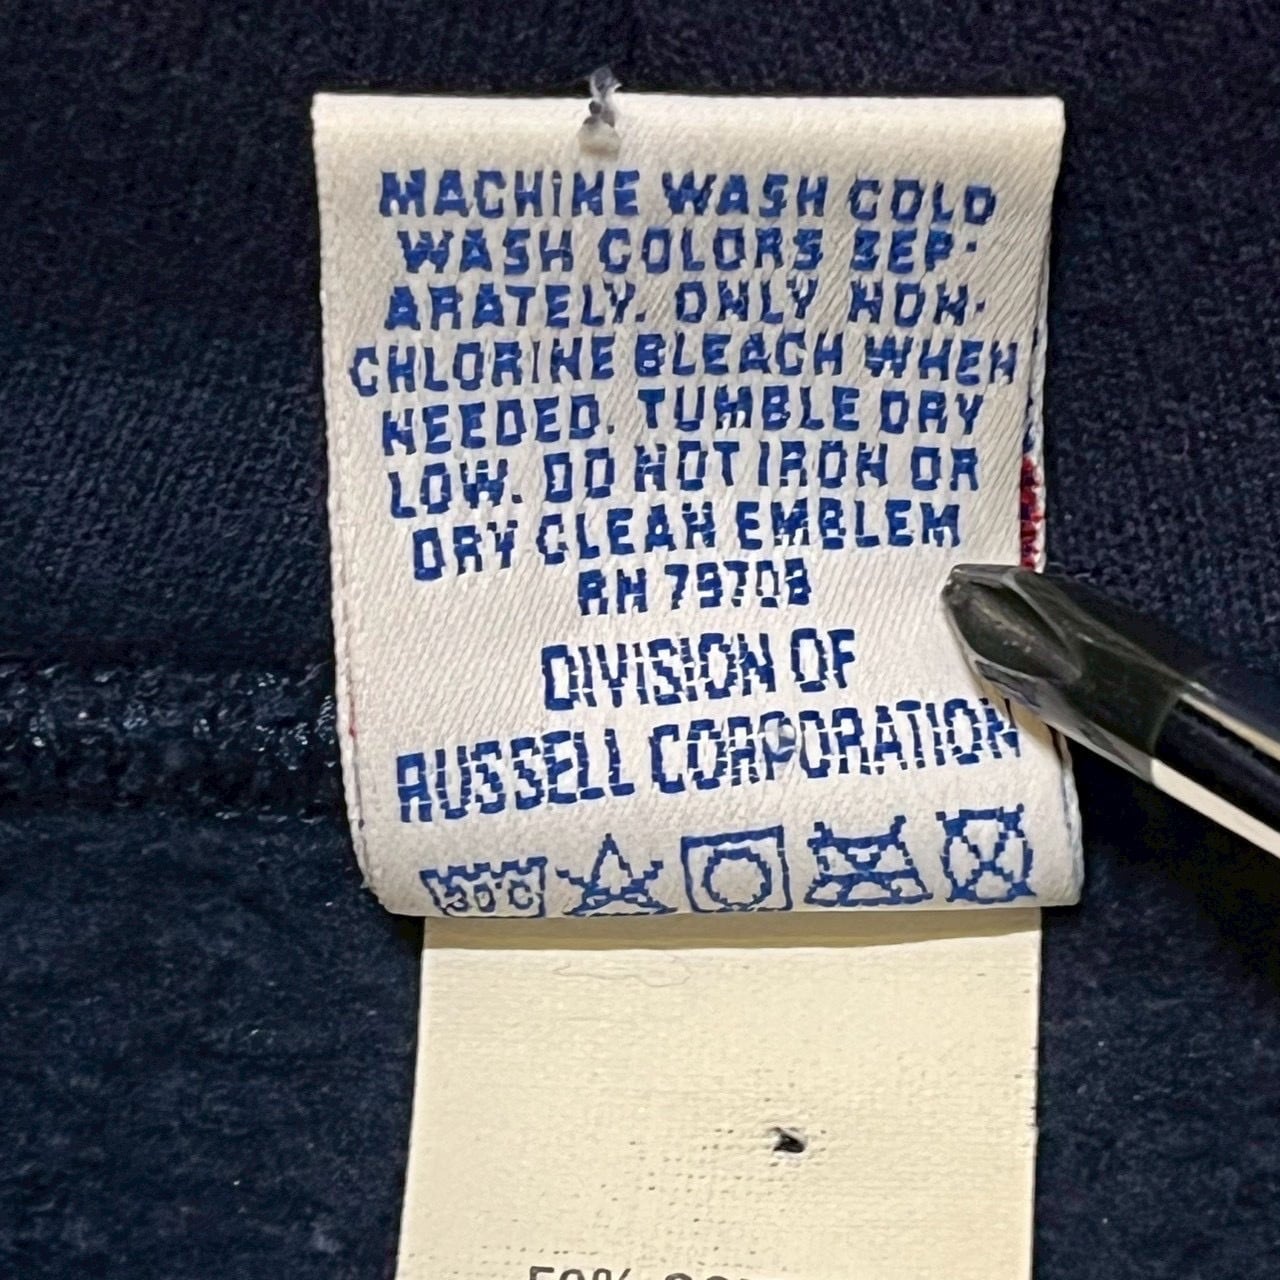 MACHINE WASH COLD
WASH COLORS SEP-
ARATELY. ONLY NON-
CHLORINE BLEACH WHEN
NEEDED. TUMBLE DRY
LOW. DO NOT IRON OR
DRY CLEAN EMBLEM
RN 79708
DIVISION OF
RUSSELL CORPORATION
30°C
50%